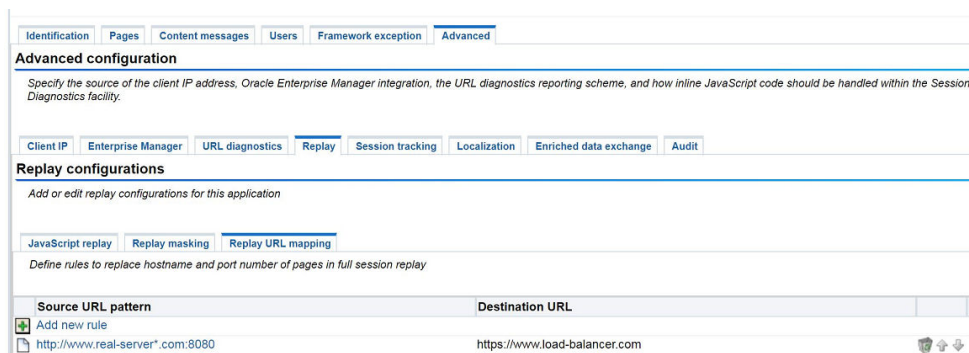 Identification Pages Content messages Users Framework exception Advanced
Advanced configuration
Specify the source of the client IP address, Oracle Enterprise Manager integration, the URL diagnostics reporting scheme, and how inline JavaScript code should be handled within the Session
Diagnostics facility.
Client IP Enterprise Manager URL diagnostics Replay Session tracking Localization Enriched data exchange Audit
Replay configurations
Add or edit replay configurations for this application
JavaScript replay Replay masking Replay URL mapping
Define rules to replace hostname and port number of pages in full session replay
Source URL pattern Destination URL
Add new rule
http://www.real-server*.com:8080 https://www.load-balancer.com